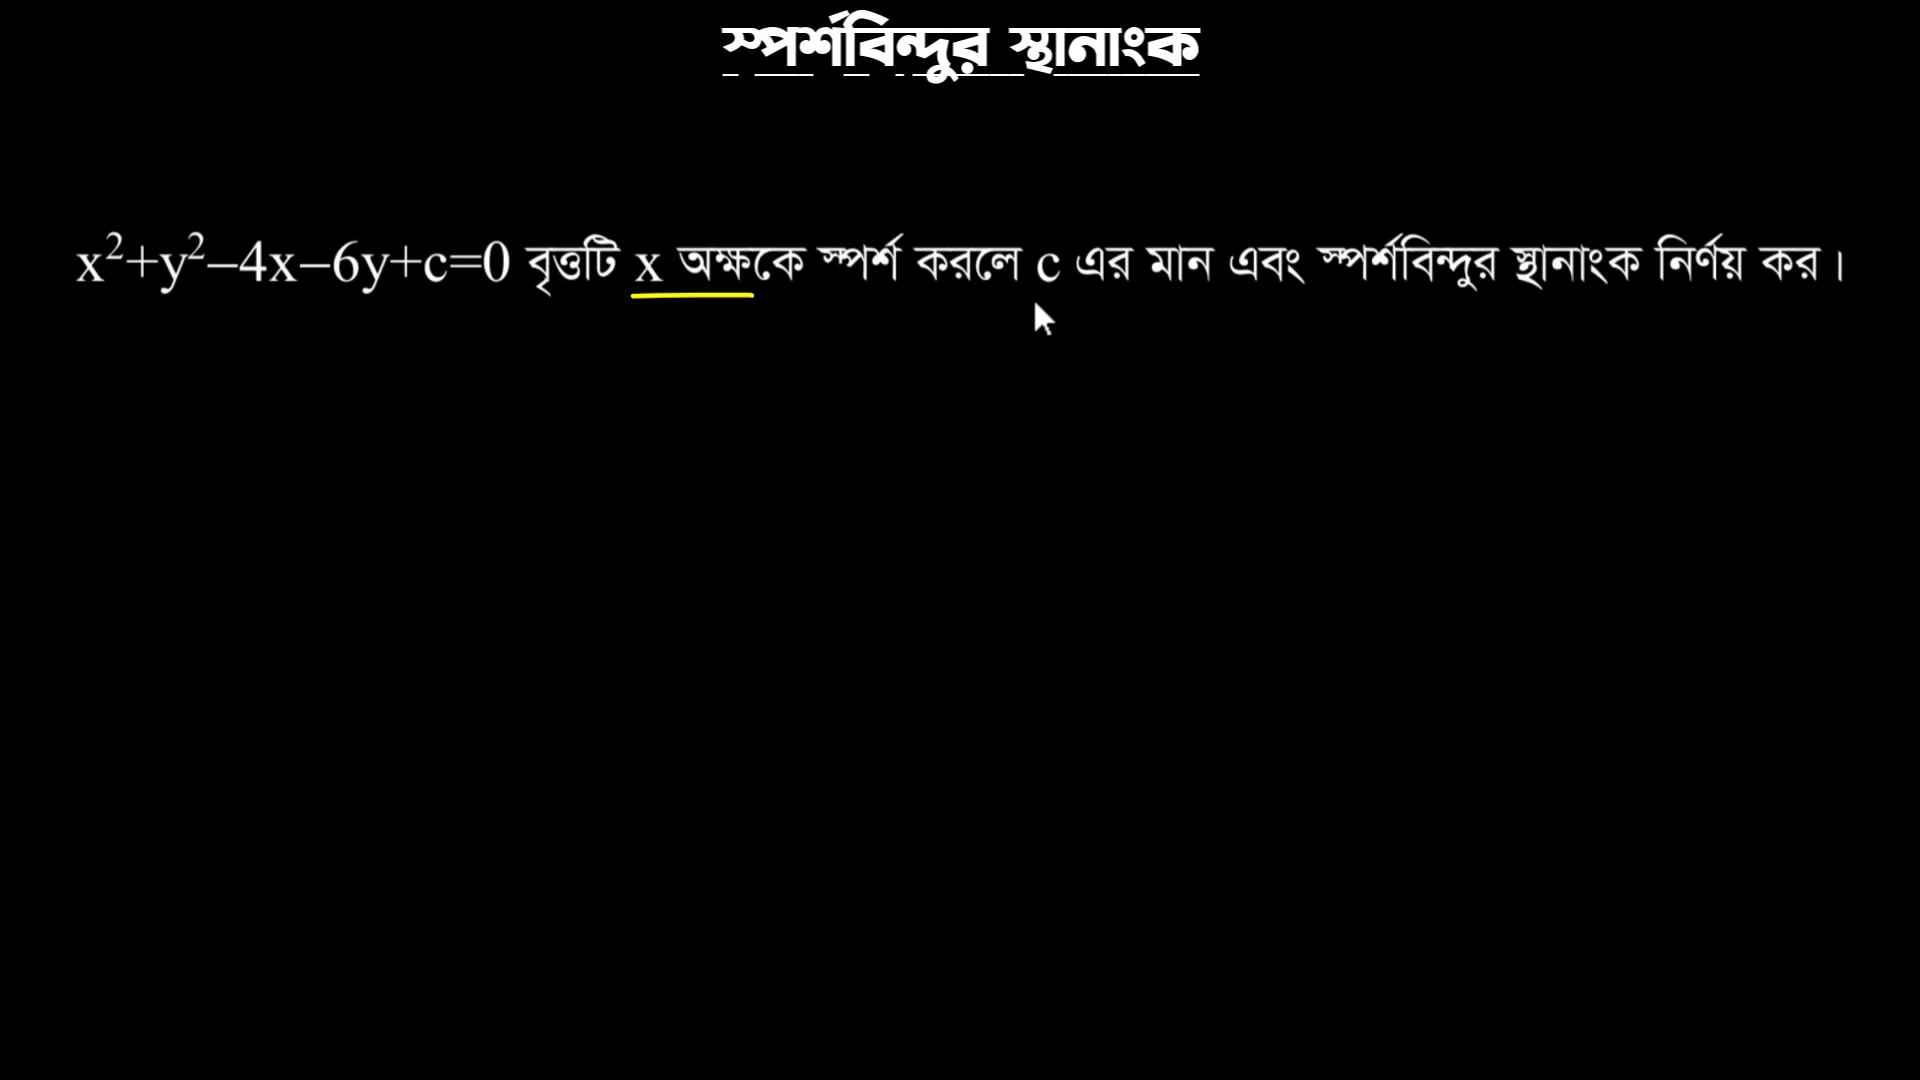 স্পর্শবিন্দুর স্থানাংক
x²+y²–4x–6y+c=0 বৃত্তটি x অক্ষকে স্পর্শ করলে c এর মান এবং স্পর্শবিন্দুর স্থানাংক নির্ণয় কর।